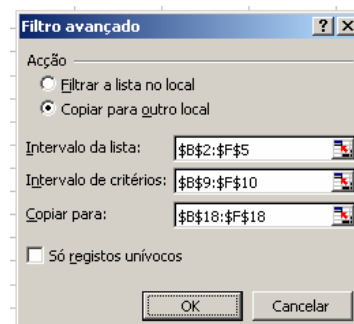 Filtro avançado
Acção
Filtrar a lista no local
Copiar para outro local
Intervalo da lista: $B$2:$F$5
Intervalo de critérios: $B$9:$F$10
Copiar para: $B$18:$F$18
Só registos unívocos
OK Cancelar